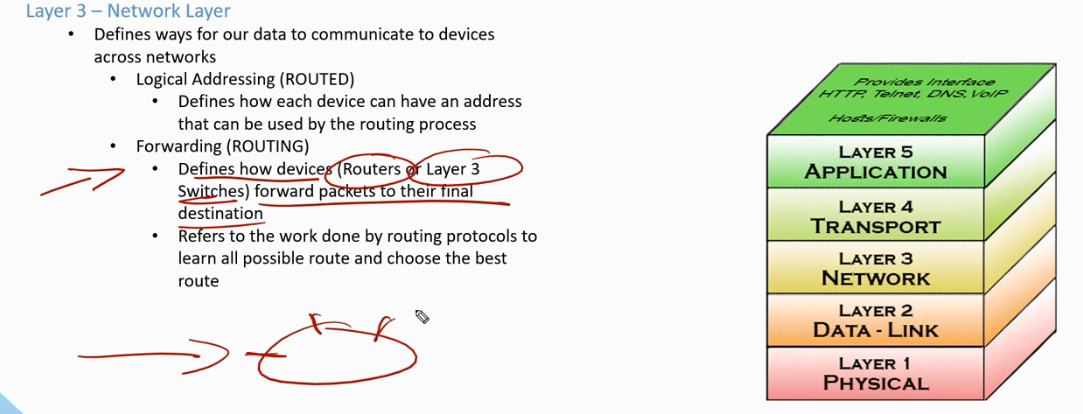 Layer 3 – Network Layer
• Defines ways for our data to communicate to devices
across networks
• Logical Addressing (ROUTED)
• Defines how each device can have an address
that can be used by the routing process
• Forwarding (ROUTING)
• Defines how devices (Routers or Layer 3
Switches) forward packets to their final
destination
• Refers to the work done by routing protocols to
learn all possible route and choose the best
route
Provides Interface
HTTP, Telnet, DNS, VoIP
Hosts/Firewalls
LAYER 5
APPLICATION
LAYER 4
TRANSPORT
LAYER 3
NETWORK
LAYER 2
DATA - LINK
LAYER 1
PHYSICAL